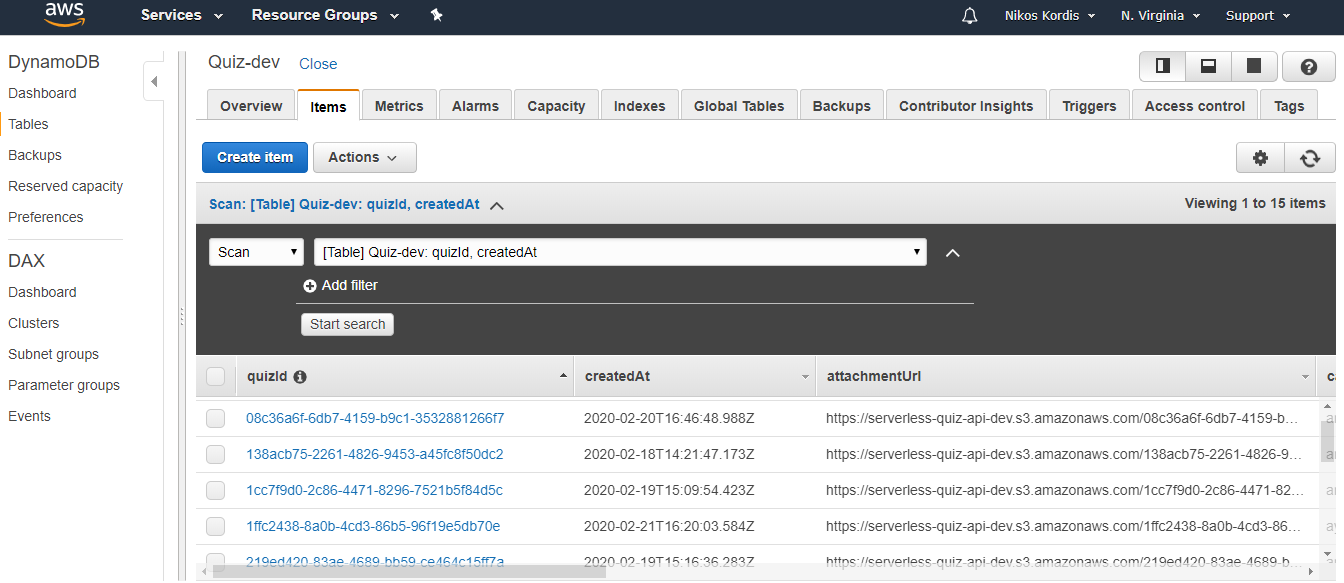 aws Services Resource Groups Nikos Kordis N. Virginia Support
DynamoDB
Dashboard
Tables
Backups
Reserved capacity
Preferences
DAX
Dashboard
Clusters
Subnet groups
Parameter groups
Events
Quiz-dev Close
Overview Items Metrics Alarms Capacity Indexes Global Tables Backups Contributor Insights Triggers Access control Tags
Create item Actions
Scan: [Table] Quiz-dev: quizId, createdAt Viewing 1 to 15 items
Scan [Table] Quiz-dev: quizId, createdAt
Add filter
Start search
quizId createdAt attachmentUrl
08c36a6f-6db7-4159-b9c1-3532881266f7 2020-02-20T16:46:48.988Z https://serverless-quiz-api-dev.s3.amazonaws.com/08c36a6f-6db7-4159-b...
138acb75-2261-4826-9453-a45fc8f50dc2 2020-02-18T14:21:47.173Z https://serverless-quiz-api-dev.s3.amazonaws.com/138acb75-2261-4826-9...
1cc7f9d0-2c86-4471-8296-7521b5f84d5c 2020-02-19T15:09:54.423Z https://serverless-quiz-api-dev.s3.amazonaws.com/1cc7f9d0-2c86-4471-82...
1ffc2438-8a0b-4cd3-86b5-96f19e5db70e 2020-02-21T16:20:03.584Z https://serverless-quiz-api-dev.s3.amazonaws.com/1ffc2438-8a0b-4cd3-86...
219ed420-83ae-4689-bb59-ce464c15ff7a 2020-02-19T15:16:36.283Z https://serverless-quiz-api-dev.s3.amazonaws.com/219ed420-83ae-4689-b...